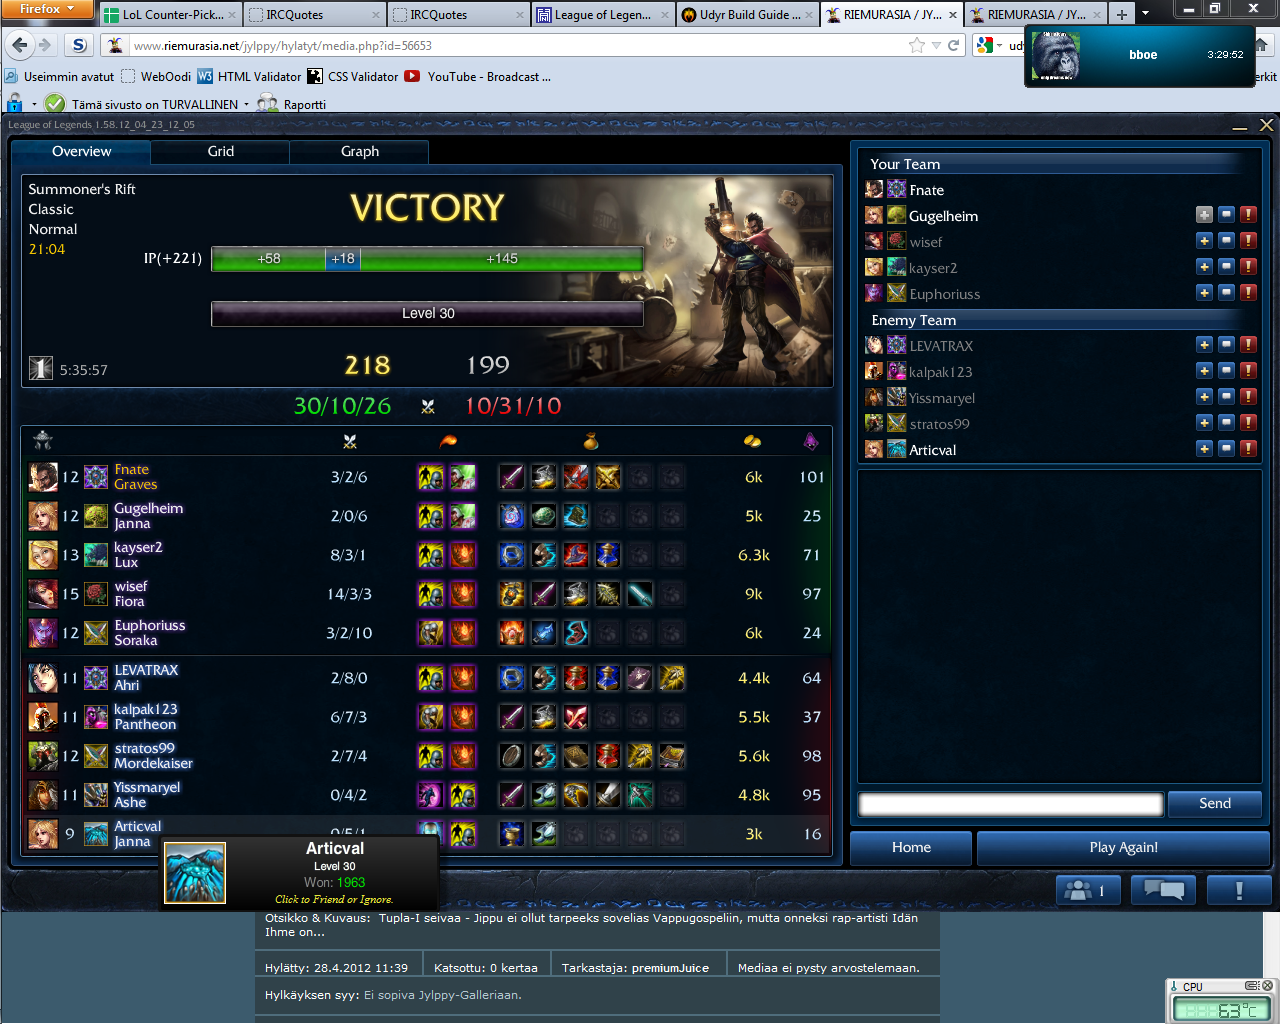 Firefox
LoL Counter-Pick...
IRCQuotes
IRCQuotes
League of Legen...
Udyr Build Guide ...
RIEMURASIA / JY...
RIEMURASIA / JY...
www.riemurasia.net/jylppy/hylatyt/media.php?id=56653
bboe
3:29:52
Useimmin avatut
WebOodi
HTML Validator
CSS Validator
YouTube - Broadcast ...
Tämä sivusto on TURVALLINEN
Raportti
League of Legends 1.58.12_04_23_12_05
Overview
Grid
Graph
Summoner's Rift
Classic
Normal
21:04
VICTORY
IP(+221)
+58
+18
+145
Level 30
5:35:57
218
199
30/10/26
10/31/10
12
Fnate
Graves
3/2/6
6k
101
12
Gugelheim
Janna
2/0/6
5k
25
13
kayser2
Lux
8/3/1
6.3k
71
15
wisef
Fiora
14/3/3
9k
97
12
Euphoriuss
Soraka
3/2/10
6k
24
11
LEVATRAX
Ahri
2/8/0
4.4k
64
11
kalpak123
Pantheon
6/7/3
5.5k
37
12
stratos99
Mordekaiser
2/7/4
5.6k
98
11
Yissmaryel
Ashe
0/4/2
4.8k
95
9
Articval
Janna
0/5/1
3k
16
Articval
Level 30
Won: 1963
Click to Friend or Ignore.
Your Team
Fnate
Gugelheim
wisef
kayser2
Euphoriuss
Enemy Team
LEVATRAX
kalpak123
Yissmaryel
stratos99
Articval
Send
Home
Play Again!
1
Otsikko & Kuvaus: Tupla-I seivaa - Jippu ei ollut tarpeeks sovelias Vappugospeliin, mutta onneksi rap-artisti Idän
Ihme on...
Hylätty: 28.4.2012 11:39
Katsottu: 0 kertaa
Tarkastaja: premiumJuice
Mediaa ei pysty arvostelemaan.
Hylkäyksen syy: Ei sopiva Jylppy-Galleriaan.
CPU
63°C